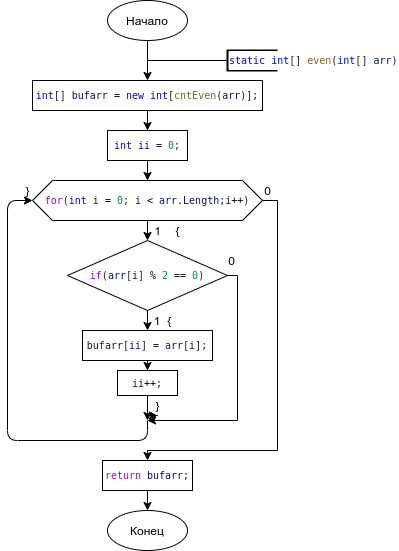 Начало
static int[] even(int[] arr)
int[] bufarr = new int[cntEven(arr)];
int ii = 0;
}
for(int i = 0; i < arr.Length;i++)
0
1 {
0
if(arr[i] % 2 == 0)
1 {
bufarr[ii] = arr[i];
ii++;
}
return bufarr;
Конец